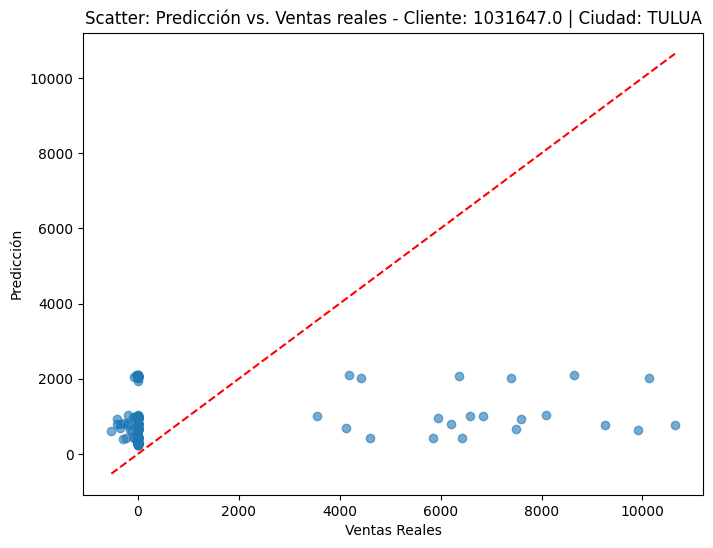 Scatter: Predicción vs. Ventas reales - Cliente: 1031647.0 | Ciudad: TULUA
10000
8000
6000
4000
2000
0
Predicción
0 2000 4000 6000 8000 10000
Ventas Reales